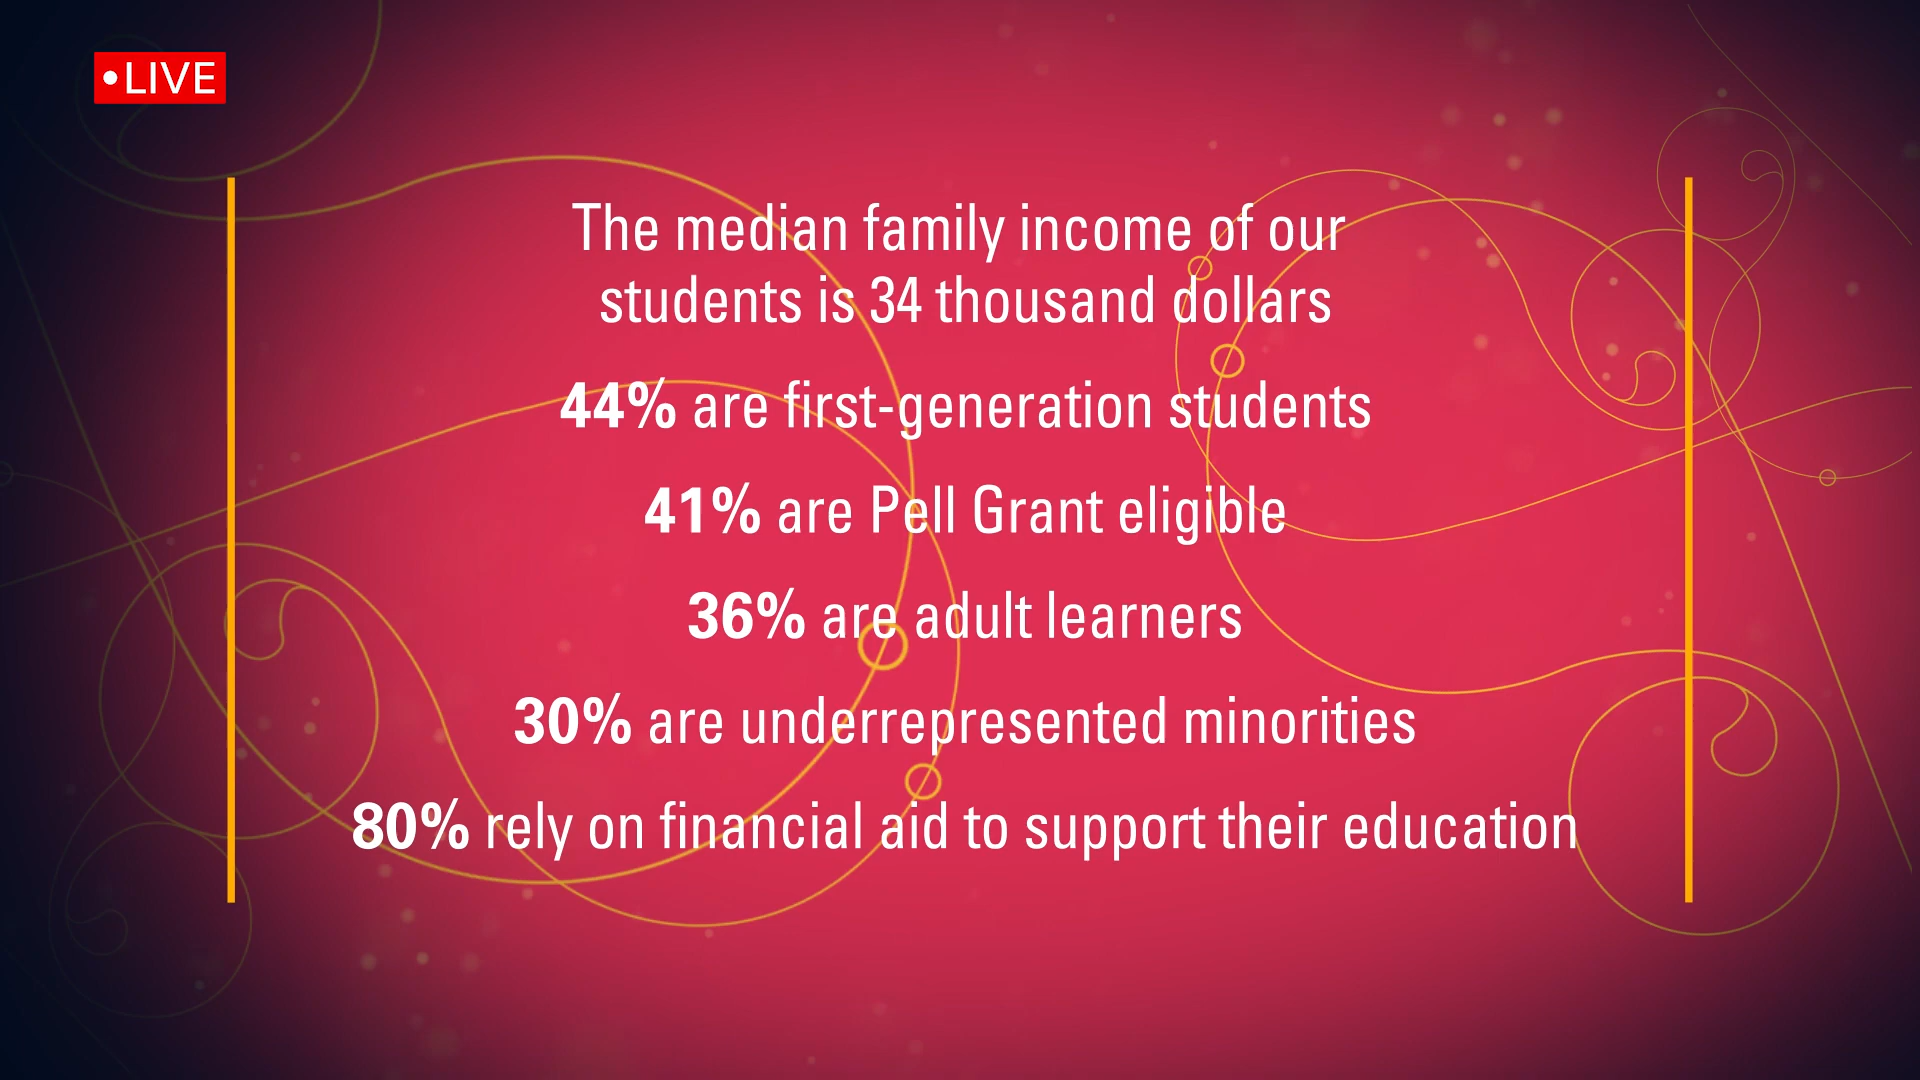 LIVE
The median family income of our
students is 34 thousand dollars
44% are first-generation students
41% are Pell Grant eligible
36% are adult learners
30% are underrepresented minorities
80% rely on financial aid to support their education